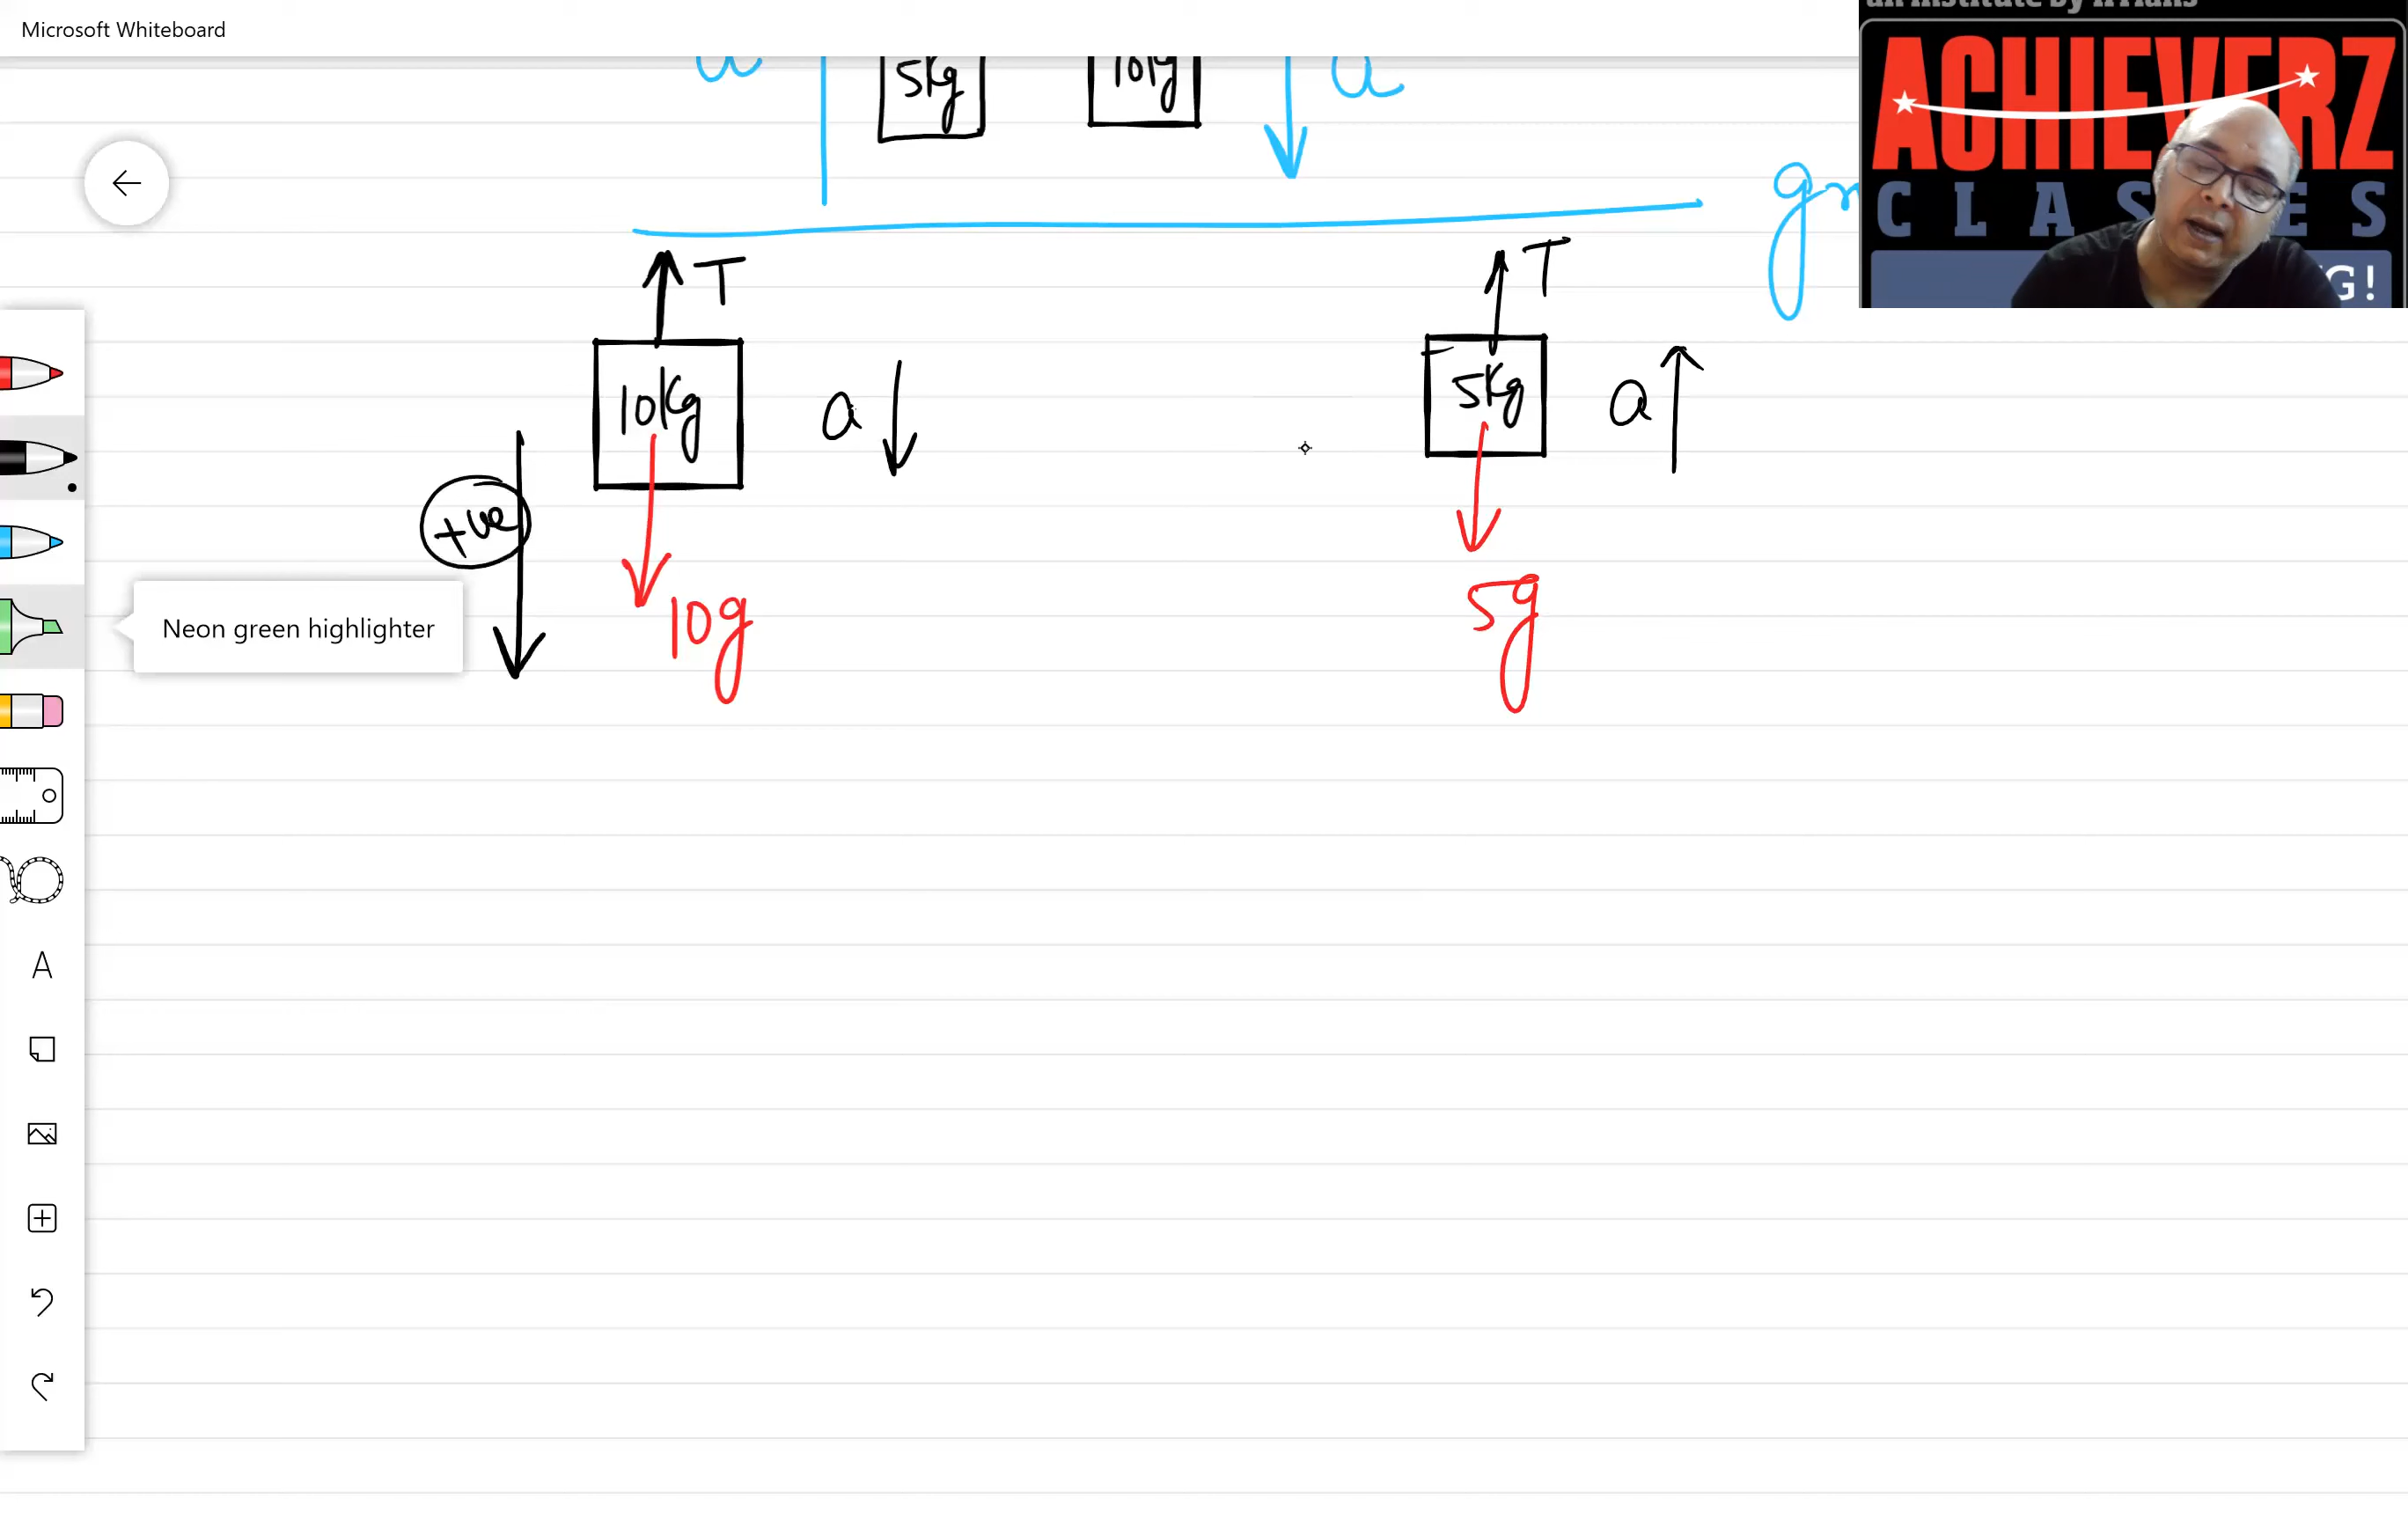 Microsoft Whiteboard
ACHIEVERZ
CLASSES
G!
a
5kg
10kg
a
T
T
10kg
a
5kg
a
+ve
10g
5g
Neon green highlighter
A